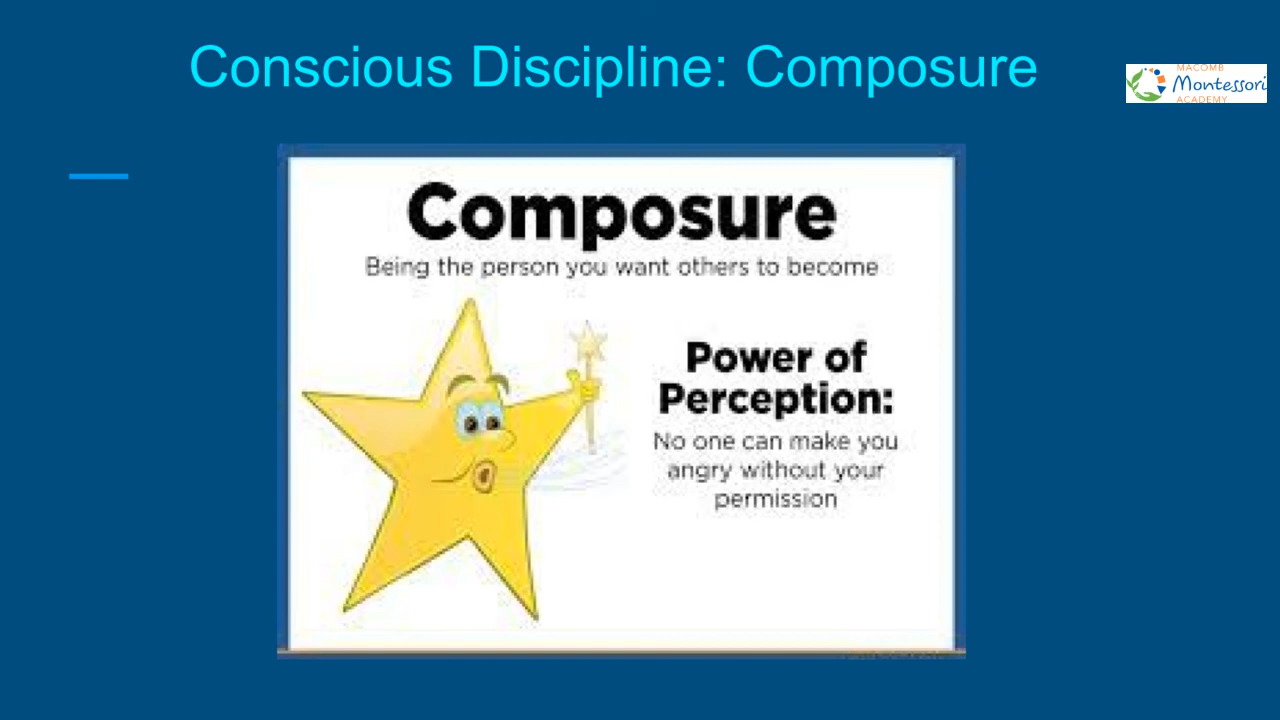 Conscious Discipline: Composure
MACOMB
Montessori
ACADEMY
Composure
Being the person you want others to become
Power of
Perception:
No one can make you
angry without your
permission